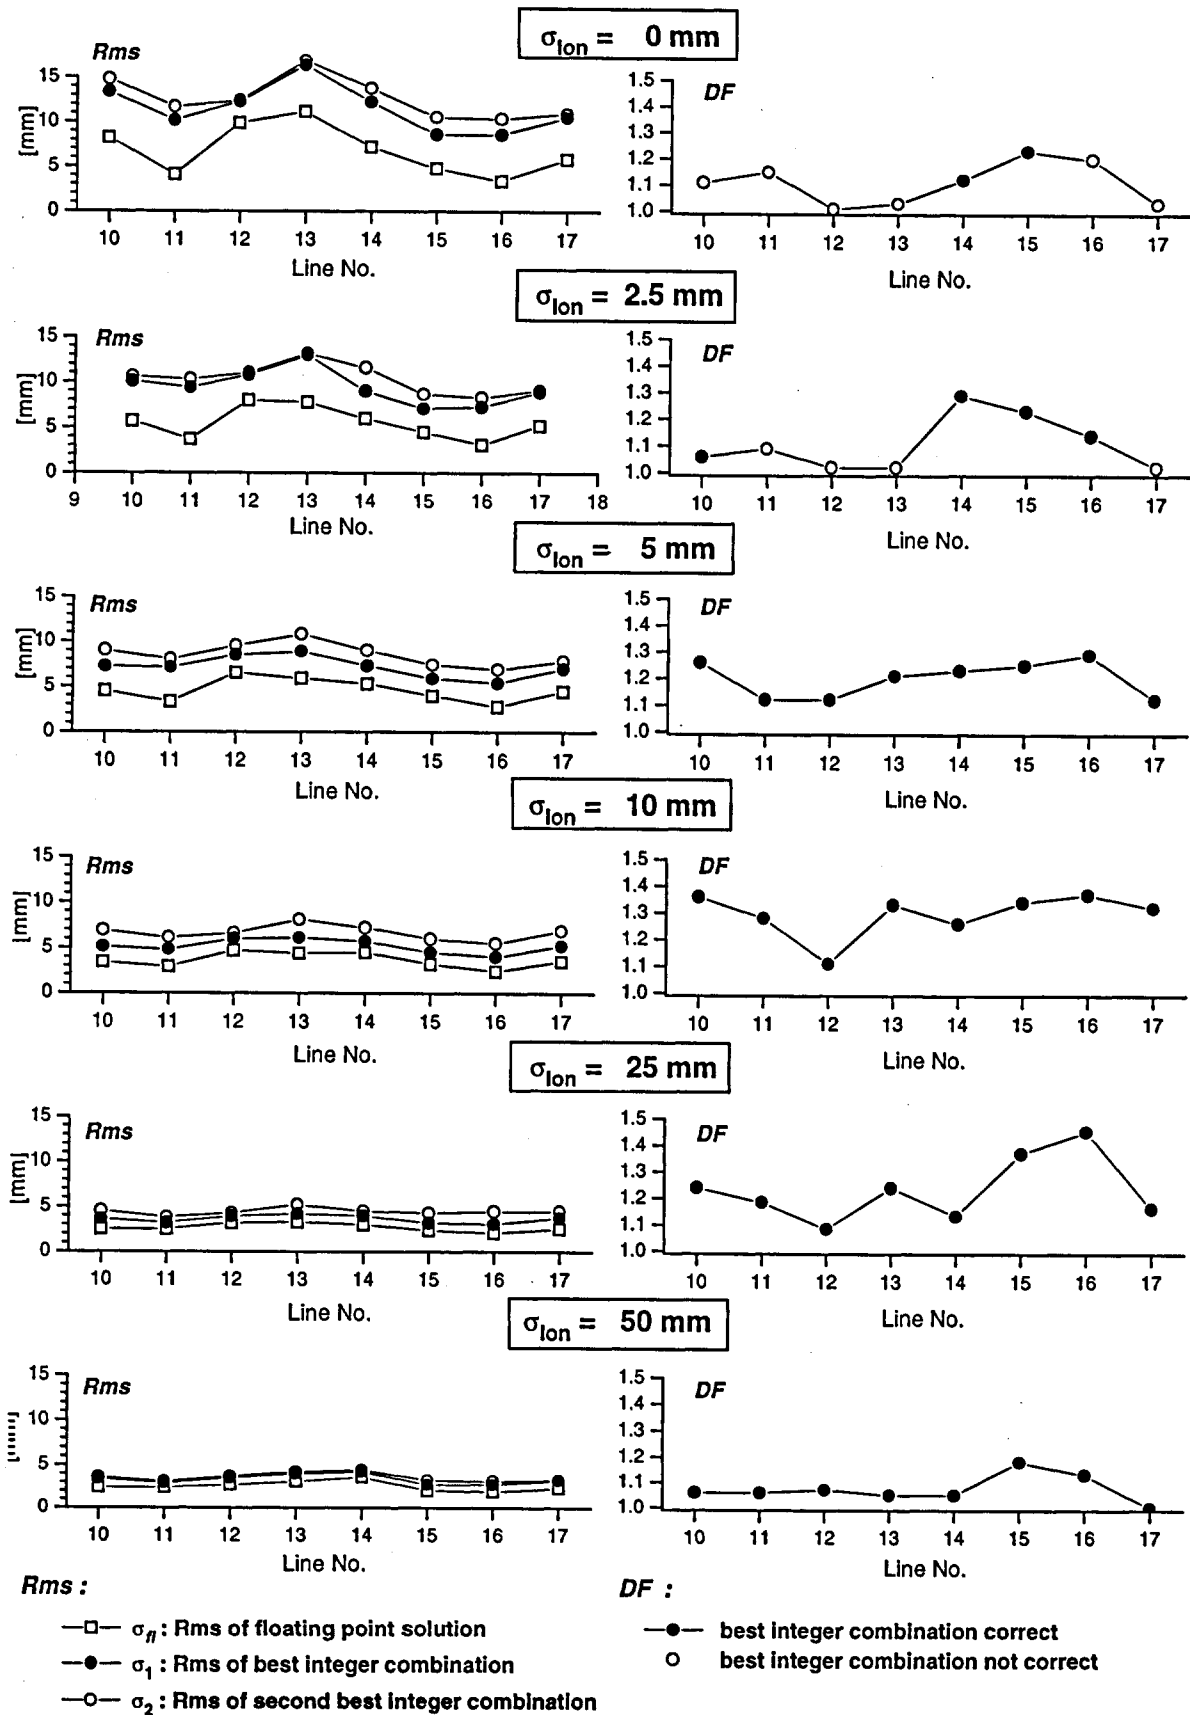 σ_ion = 0 mm
Rms
15
10
5
0
[mm]
10 11 12 13 14 15 16 17
Line No.
DF
1.5
1.4
1.3
1.2
1.1
1.0
10 11 12 13 14 15 16 17
Line No.
σ_ion = 2.5 mm
Rms
15
10
5
0
[mm]
9 10 11 12 13 14 15 16 17 18
Line No.
DF
1.5
1.4
1.3
1.2
1.1
1.0
10 11 12 13 14 15 16 17
Line No.
σ_ion = 5 mm
Rms
15
10
5
0
[mm]
10 11 12 13 14 15 16 17
Line No.
DF
1.5
1.4
1.3
1.2
1.1
1.0
10 11 12 13 14 15 16 17
Line No.
σ_ion = 10 mm
Rms
15
10
5
0
[mm]
10 11 12 13 14 15 16 17
Line No.
DF
1.5
1.4
1.3
1.2
1.1
1.0
10 11 12 13 14 15 16 17
Line No.
σ_ion = 25 mm
Rms
15
10
5
0
[mm]
10 11 12 13 14 15 16 17
Line No.
DF
1.5
1.4
1.3
1.2
1.1
1.0
10 11 12 13 14 15 16 17
Line No.
σ_ion = 50 mm
Rms
15
10
5
0
10 11 12 13 14 15 16 17
Line No.
DF
1.5
1.4
1.3
1.2
1.1
1.0
10 11 12 13 14 15 16 17
Line No.
Rms :
σ_fl : Rms of floating point solution
σ_1 : Rms of best integer combination
σ_2 : Rms of second best integer combination
DF :
best integer combination correct
best integer combination not correct